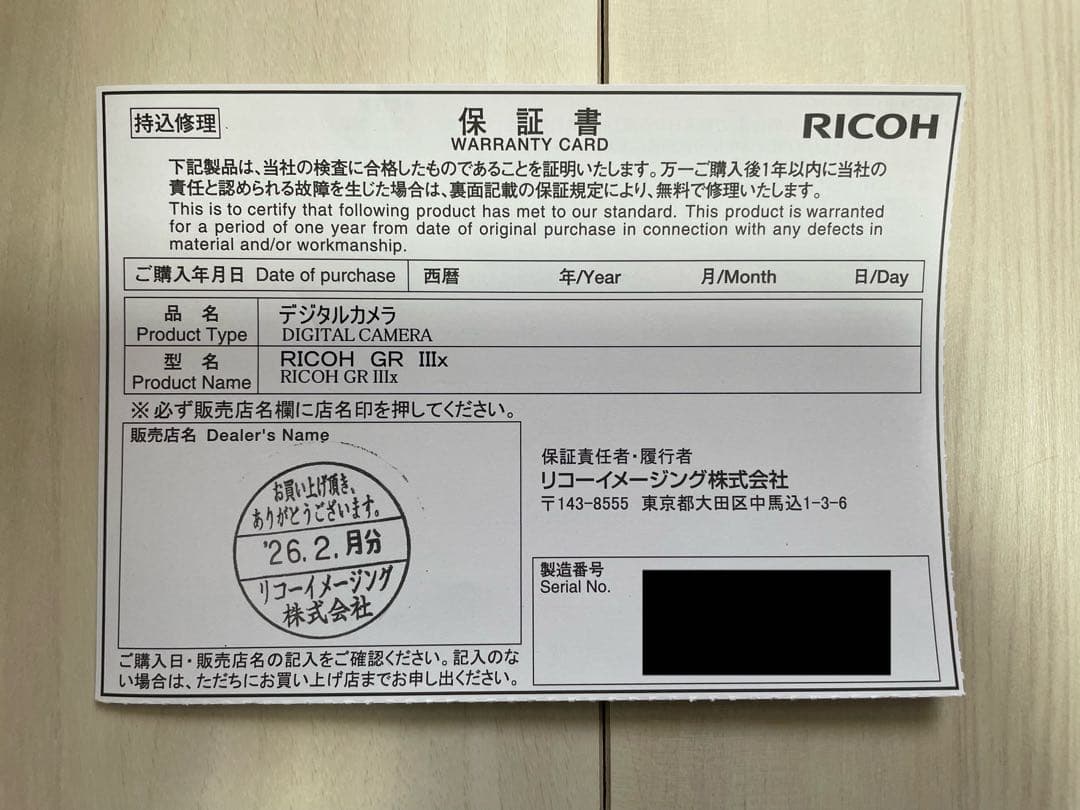 持込修理
保証書
WARRANTY CARD
RICOH
下記製品は、当社の検査に合格したものであることを証明いたします。万一ご購入後1年以内に当社の
責任と認められる故障を生じた場合は、裏面記載の保証規定により、無料で修理いたします。
This is to certify that following product has met to our standard. This product is warranted
for a period of one year from date of original purchase in connection with any defects in
material and/or workmanship.
ご購入年月日 Date of purchase 西暦 年/Year 月/Month 日/Day
品名 デジタルカメラ
Product Type DIGITAL CAMERA
型名 RICOH GR IIIx
Product Name RICOH GR IIIx
※必ず販売店名欄に店名印を押してください。
販売店名 Dealer's Name
お買い上げ頂き、
ありがとうございます。
'26.2.月分
リコーイメージング
株式会社
保証責任者・履行者
リコーイメージング株式会社
〒143-8555 東京都大田区中馬込1-3-6
製造番号
Serial No.
ご購入日・販売店名の記入をご確認ください。記入のな
い場合は、ただちにお買い上げ店までお申し出ください。